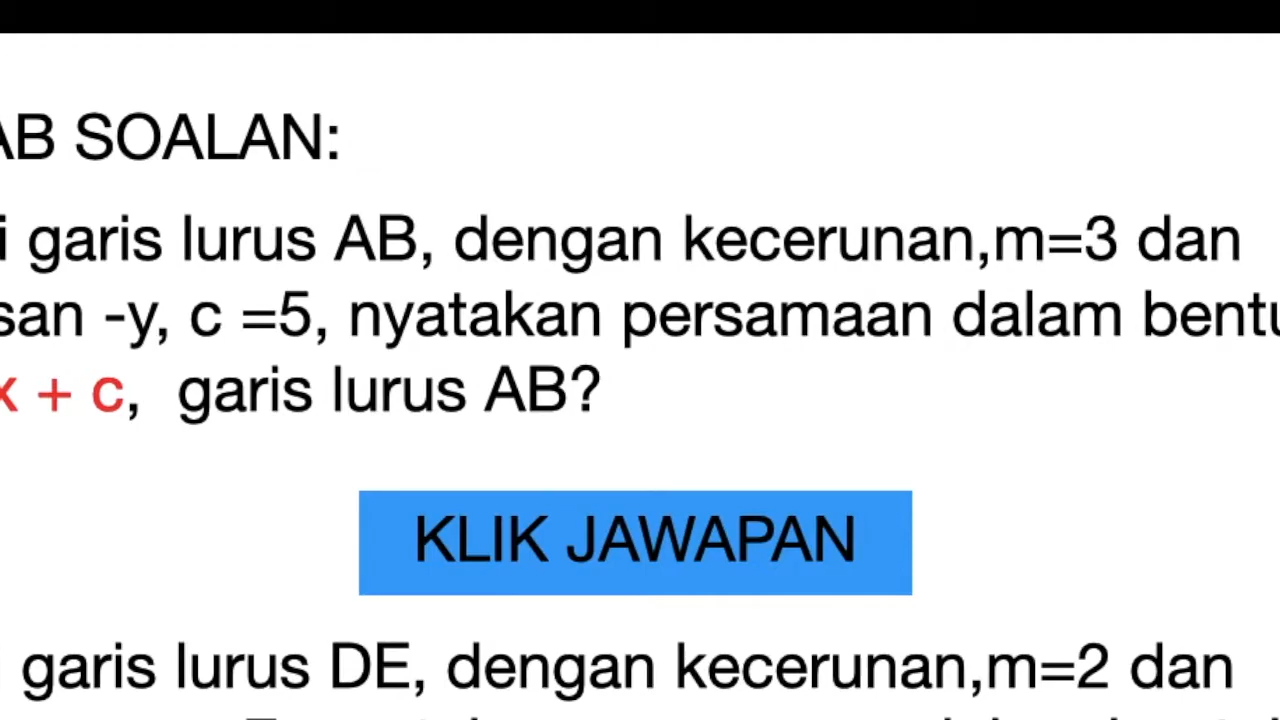 AB SOALAN:
i garis lurus AB, dengan kecerunan,m=3 dan
san -y, c =5, nyatakan persamaan dalam bentu
x + c, garis lurus AB?
KLIK JAWAPAN
garis lurus DE, dengan kecerunan,m=2 dan